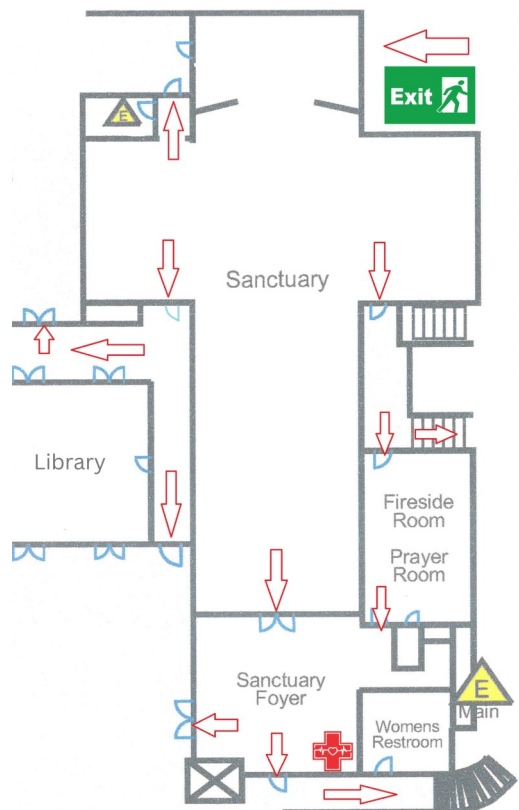 Exit
E
Sanctuary
Library
Fireside
Room
Prayer
Room
Sanctuary
Foyer
E
Main
Womens
Restroom